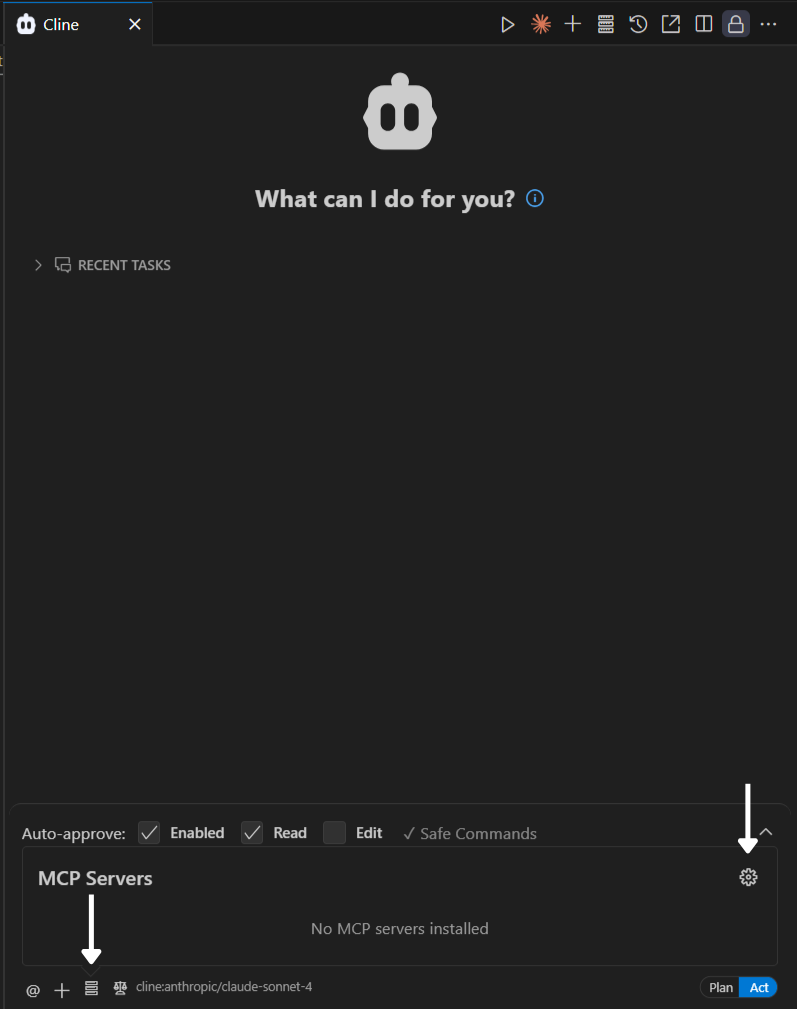 Cline
What can I do for you?
RECENT TASKS
Auto-approve: Enabled Read Edit ✓ Safe Commands
MCP Servers
No MCP servers installed
@ cline:anthropic/claude-sonnet-4 Plan Act